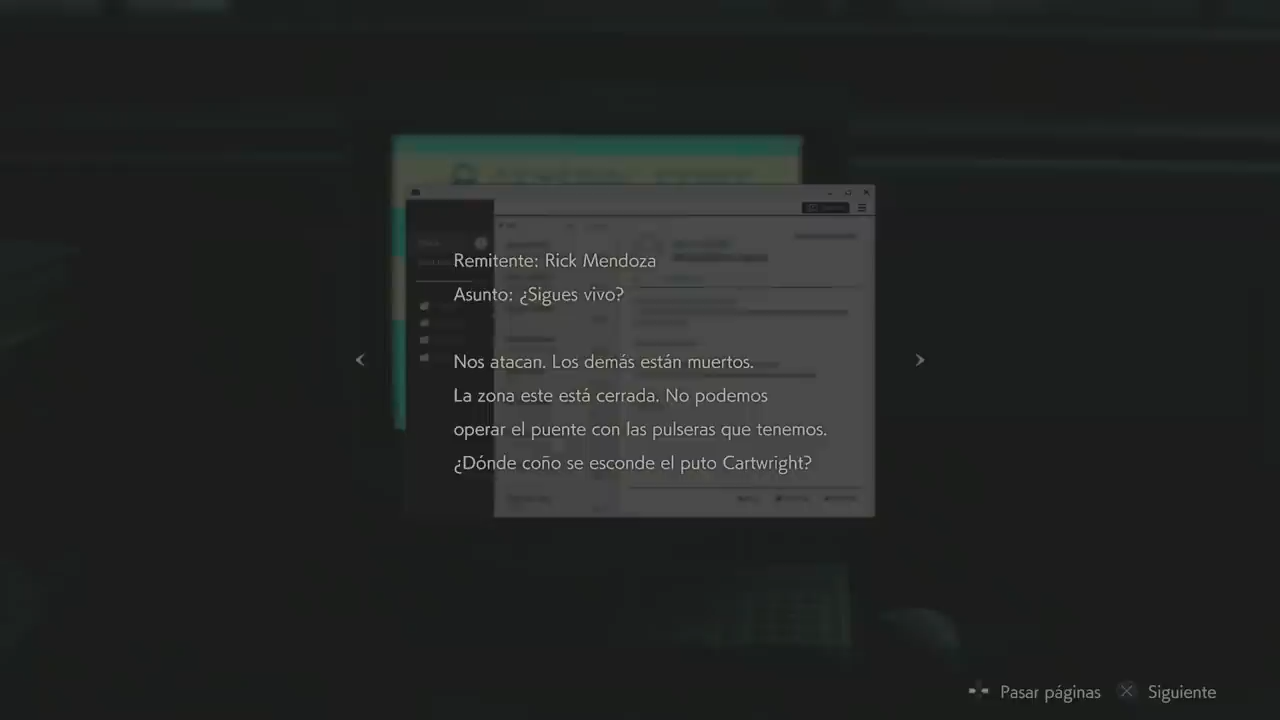 Remitente: Rick Mendoza
Asunto: ¿Sigues vivo?
Nos atacan. Los demás están muertos.
La zona este está cerrada. No podemos
operar el puente con las pulseras que tenemos.
¿Dónde coño se esconde el puto Cartwright?
Pasar páginas
Siguiente